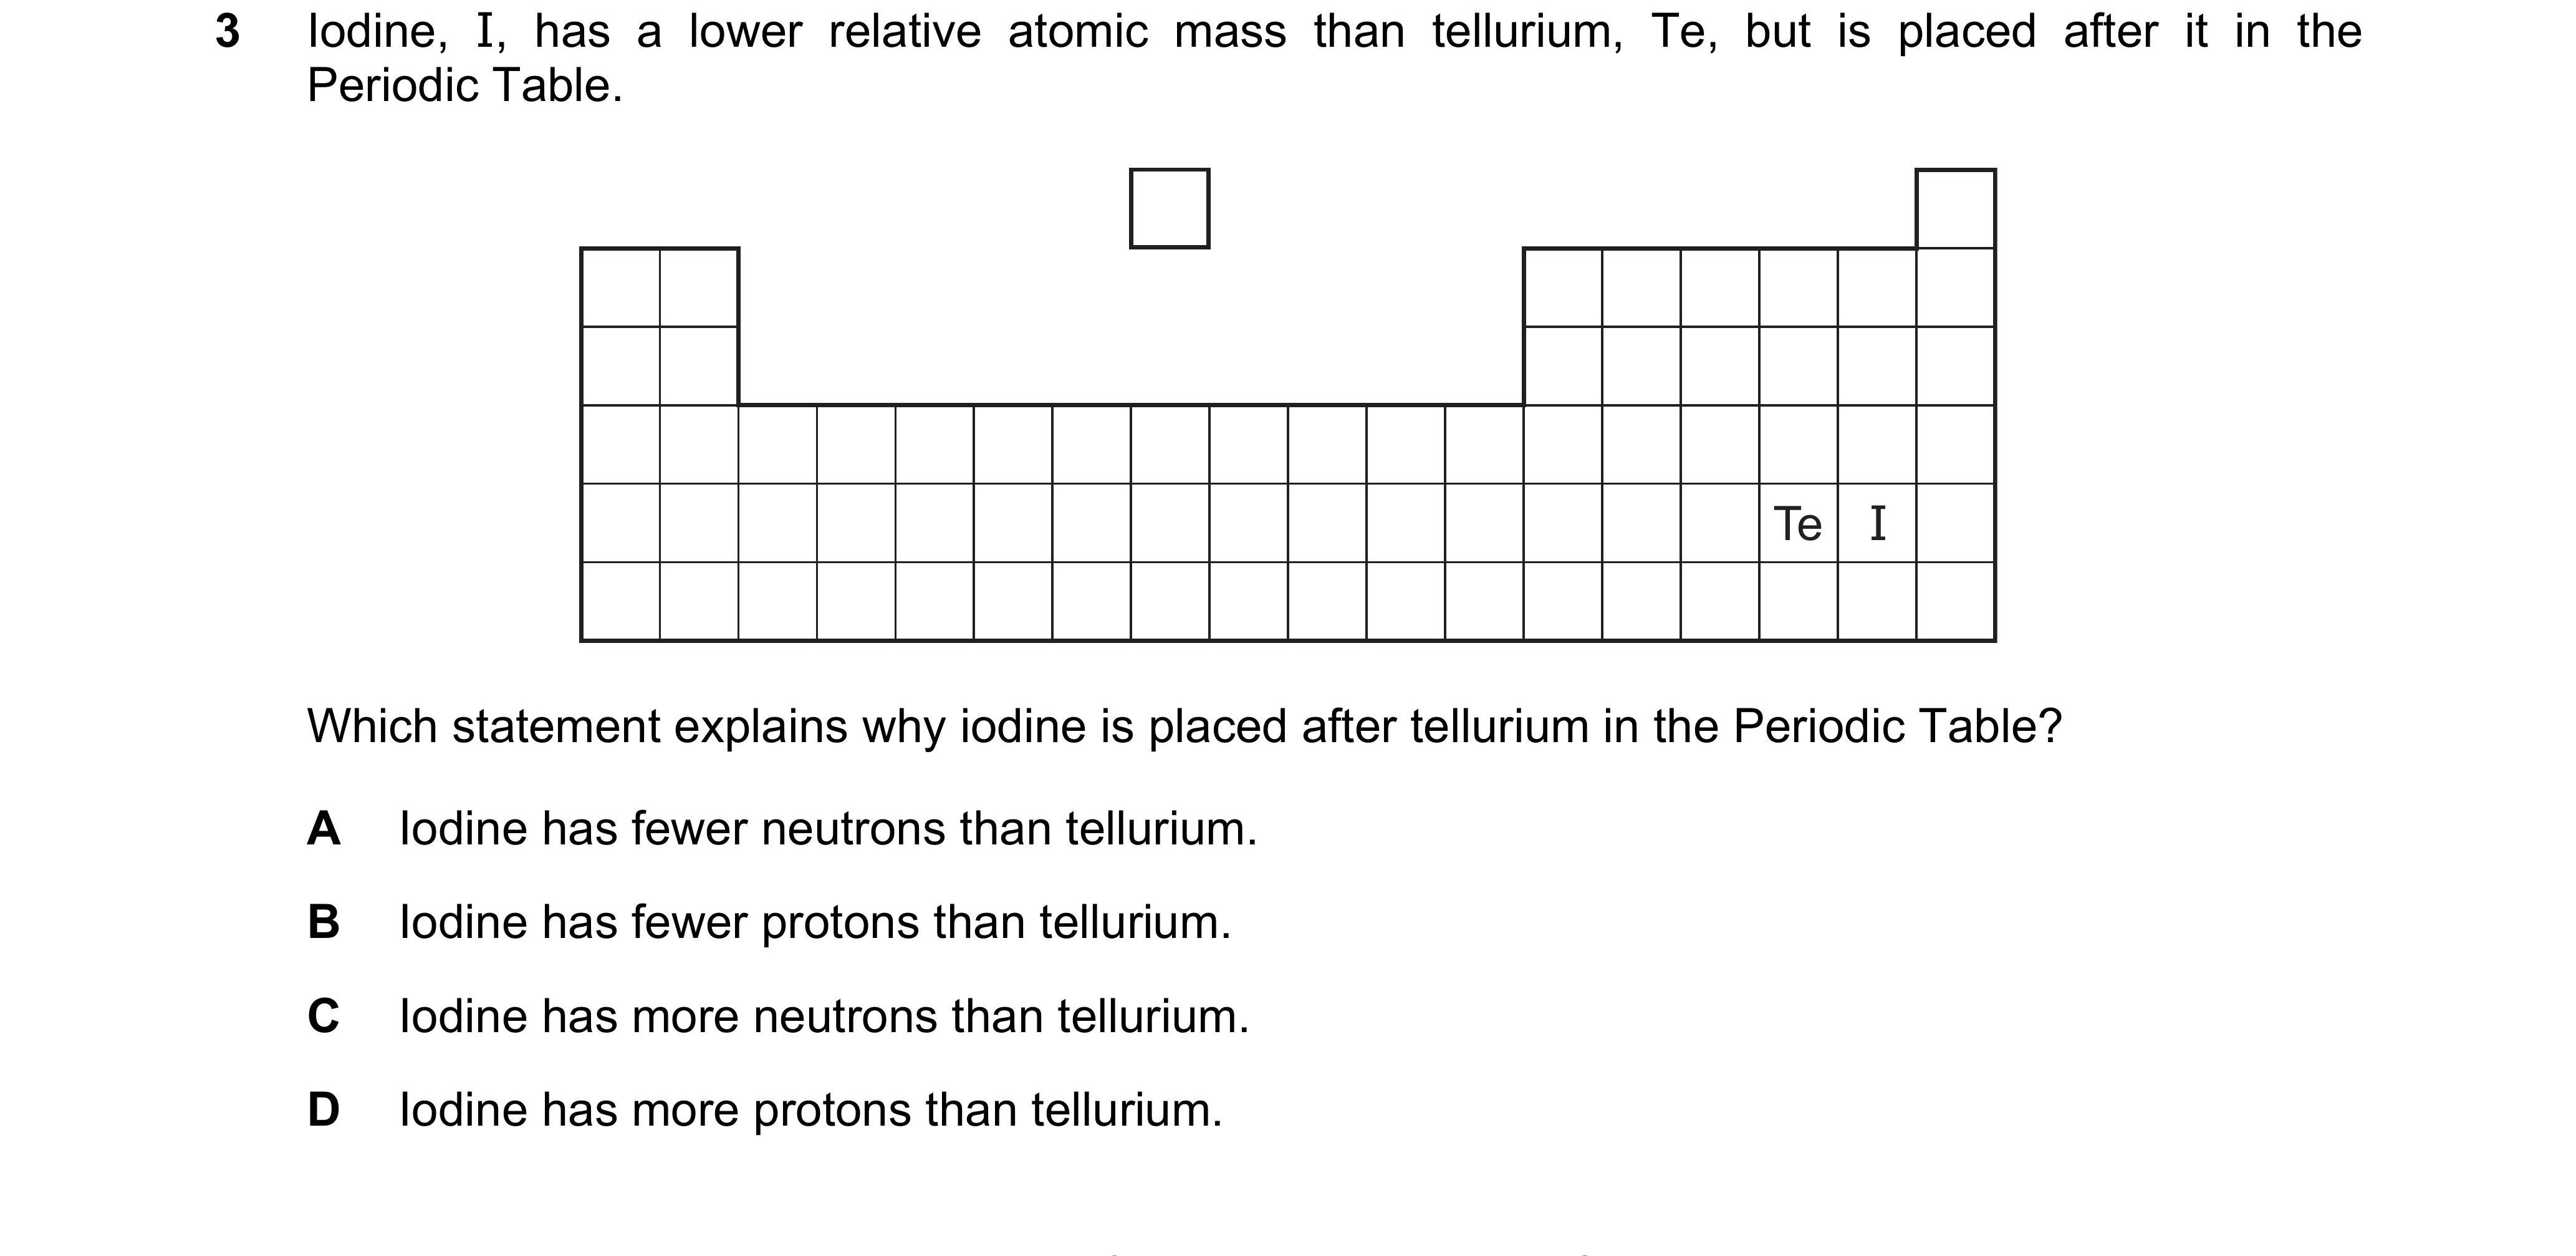 3 Iodine, I, has a lower relative atomic mass than tellurium, Te, but is placed after it in the
Periodic Table.
Te I
Which statement explains why iodine is placed after tellurium in the Periodic Table?
A Iodine has fewer neutrons than tellurium.
B Iodine has fewer protons than tellurium.
C Iodine has more neutrons than tellurium.
D Iodine has more protons than tellurium.